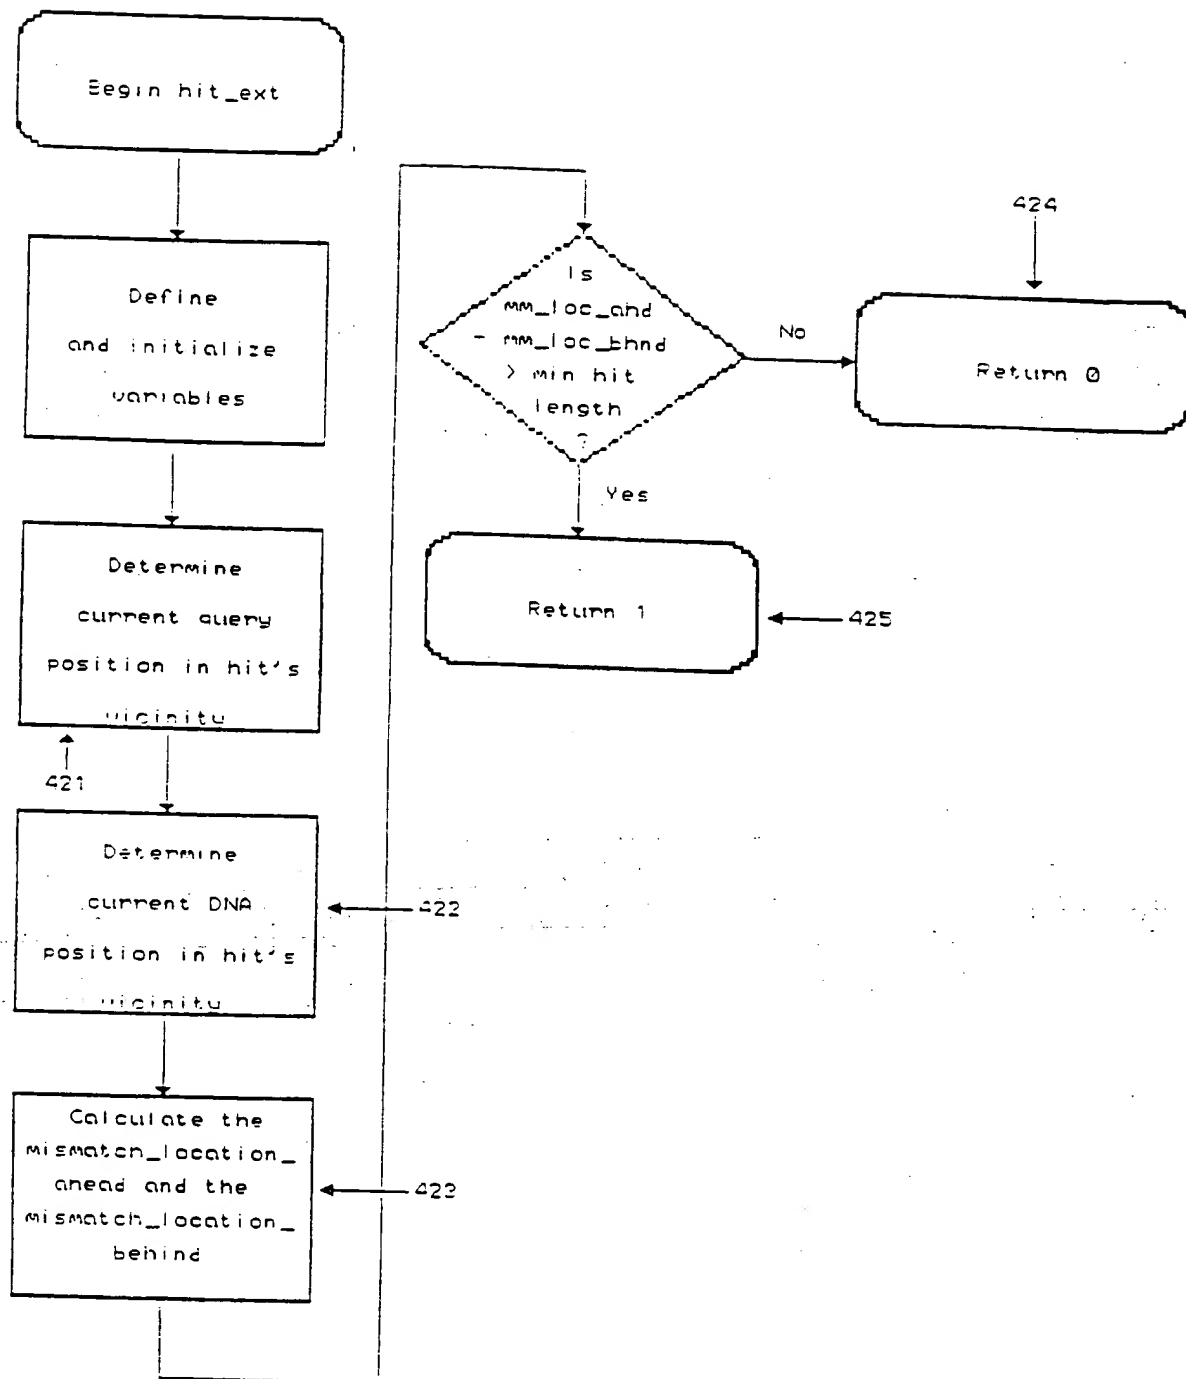 Begin hit_ext
Define
and initialize
variables
Determine
current query
position in hit's
vicinity
421
Determine
current DNA
position in hit's
vicinity
422
Calculate the
mismatch_location_
ahead and the
mismatch_location_
behind
423
Is
mm_loc_ahd
- mm_loc_bhnd
> min hit
length
?
No
Yes
424
Return 0
Return 1
425